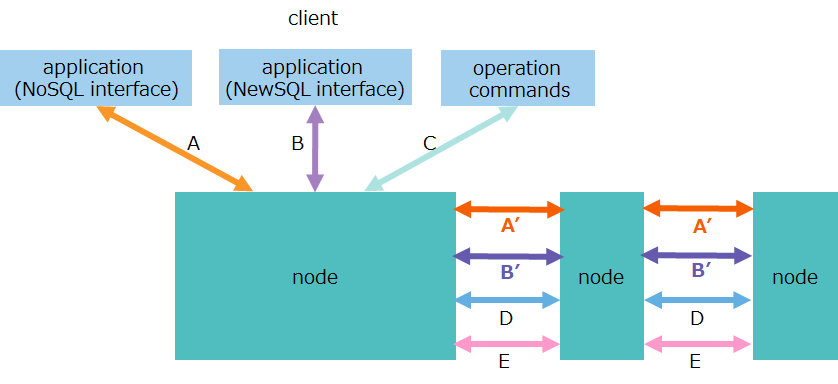 client
application
(NoSQL interface)
application
(NewSQL interface)
operation
commands
A
B
C
node
node
node
A′
A′
B′
B′
D
D
E
E